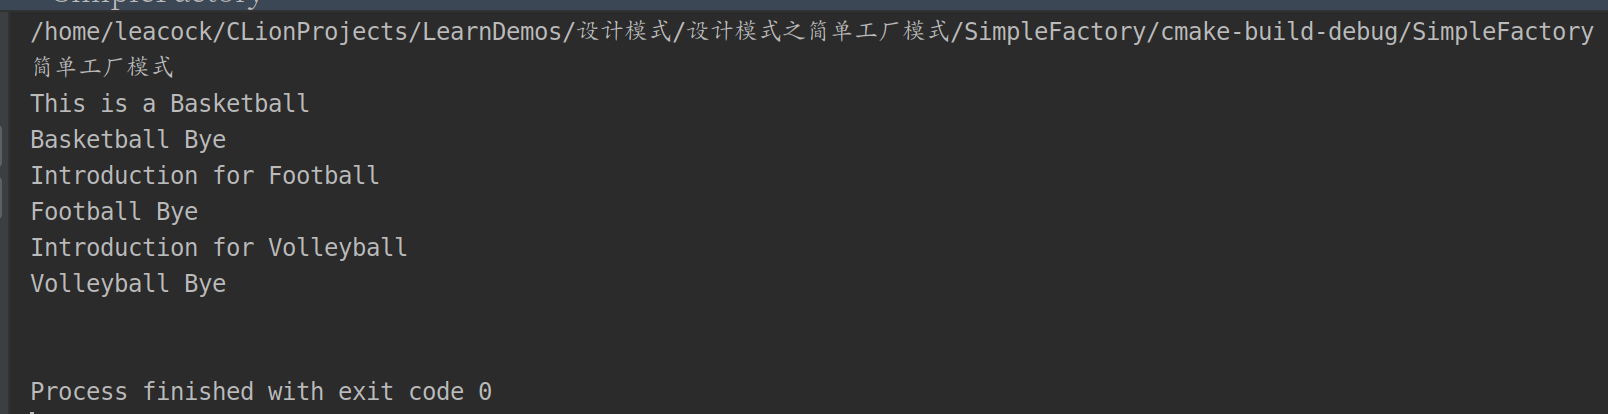 /home/leacock/CLionProjects/LearnDemos/设计模式/设计模式之简单工厂模式/SimpleFactory/cmake-build-debug/SimpleFactory
简单工厂模式
This is a Basketball
Basketball Bye
Introduction for Football
Football Bye
Introduction for Volleyball
Volleyball Bye
Process finished with exit code 0